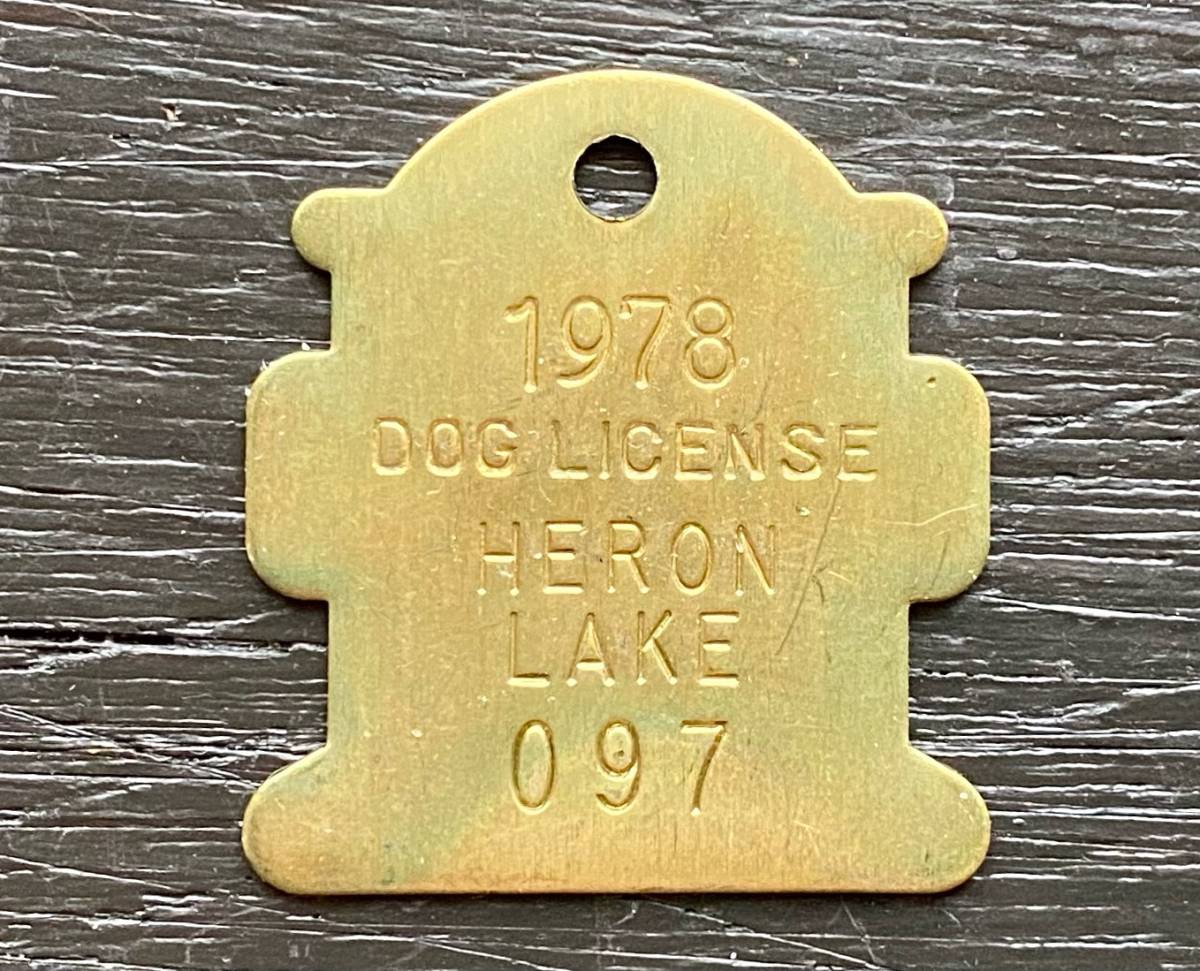 1978
DOG LICENSE
HERON
LAKE
097